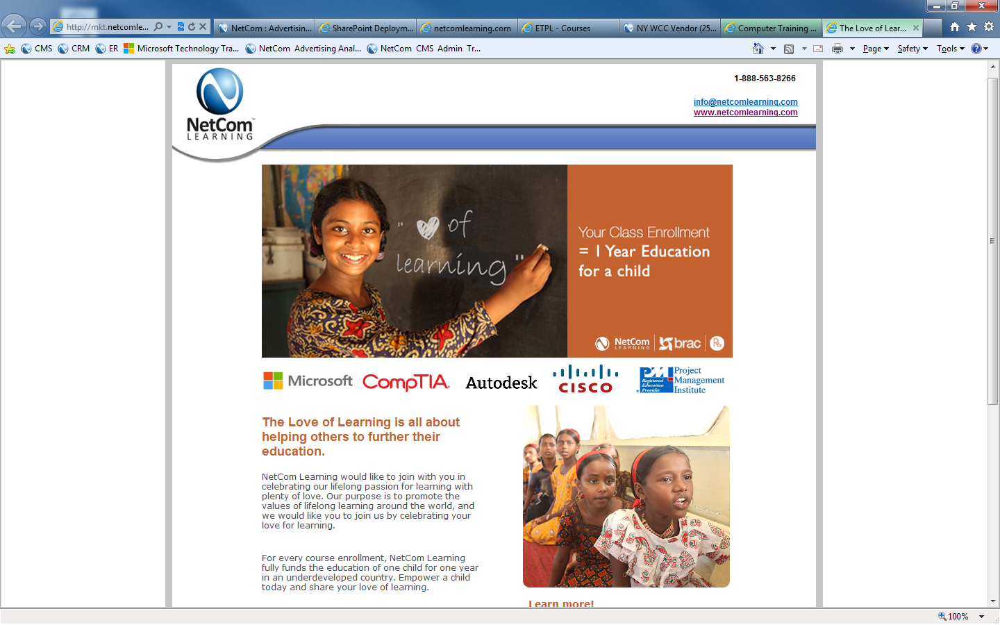 http://mkt.netcomle...
NetCom : Advertisin...
SharePoint Deploym...
netcomlearning.com
ETPL - Courses
NY WCC Vendor (25...
Computer Training ...
The Love of Lear...
CMS
CRM
ER
Microsoft Technology Tra...
NetCom Advertising Anal...
NetCom CMS Admin Tr...
Page
Safety
Tools
1-888-563-8266
info@netcomlearning.com
www.netcomlearning.com
NetCom
LEARNING
" of
learning"
Your Class Enrollment
= 1 Year Education
for a child
NetCom
LEARNING
brac
Microsoft
CompTIA
Autodesk
CISCO
PMI
Registered
Education
Provider
Project
Management
Institute
The Love of Learning is all about
helping others to further their
education.
NetCom Learning would like to join with you in
celebrating our lifelong passion for learning with
plenty of love. Our purpose is to promote the
values of lifelong learning around the world, and
we would like you to join us by celebrating your
love for learning.
For every course enrollment, NetCom Learning
fully funds the education of one child for one year
in an underdeveloped country. Empower a child
today and share your love of learning.
Learn more!
100%